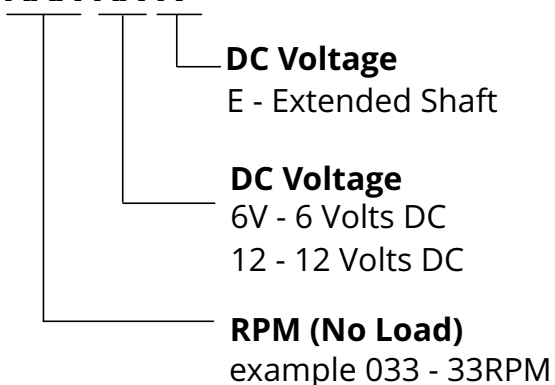 DC Voltage
E - Extended Shaft
DC Voltage
6V - 6 Volts DC
12 - 12 Volts DC
RPM (No Load)
example 033 - 33RPM